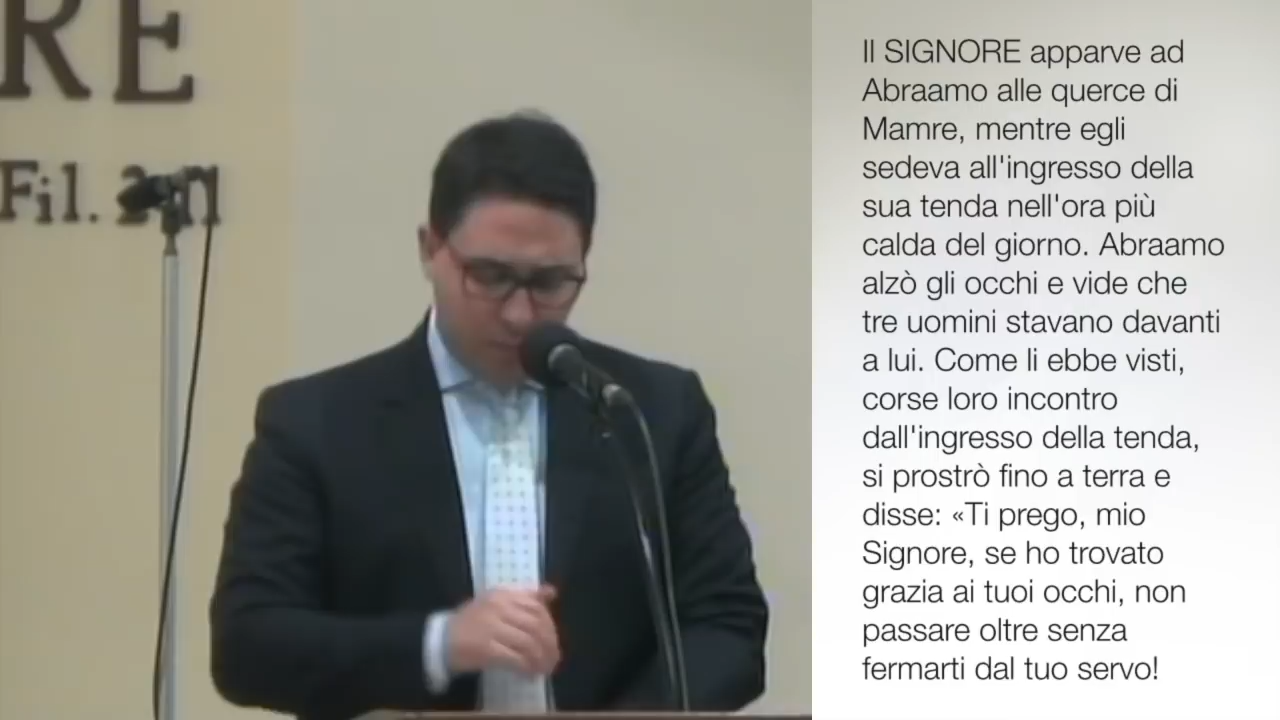 RE
Fil. 2:11
Il SIGNORE apparve ad
Abraamo alle querce di
Mamre, mentre egli
sedeva all'ingresso della
sua tenda nell'ora più
calda del giorno. Abraamo
alzò gli occhi e vide che
tre uomini stavano davanti
a lui. Come li ebbe visti,
corse loro incontro
dall'ingresso della tenda,
si prostrò fino a terra e
disse: «Ti prego, mio
Signore, se ho trovato
grazia ai tuoi occhi, non
passare oltre senza
fermarti dal tuo servo!